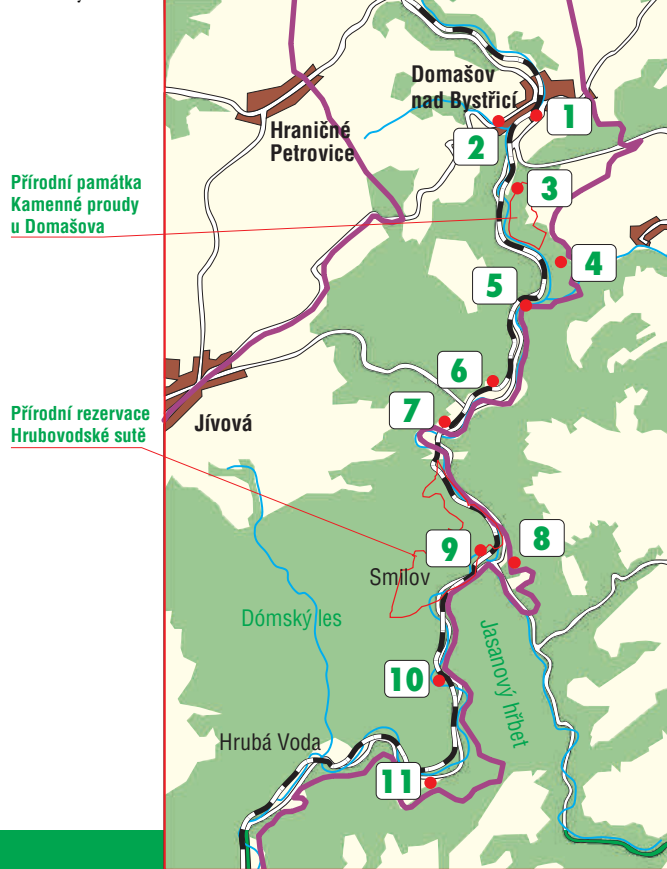 Domašov
nad Bystřicí
1
2
Hraničné
Petrovice
Přírodní památka
Kamenné proudy
u Domašova
3
4
5
6
7
Přírodní rezervace
Hrubovodské sutě
Jívová
8
9
Smilov
Dómský les
Jasanový hřbet
10
Hrubá Voda
11